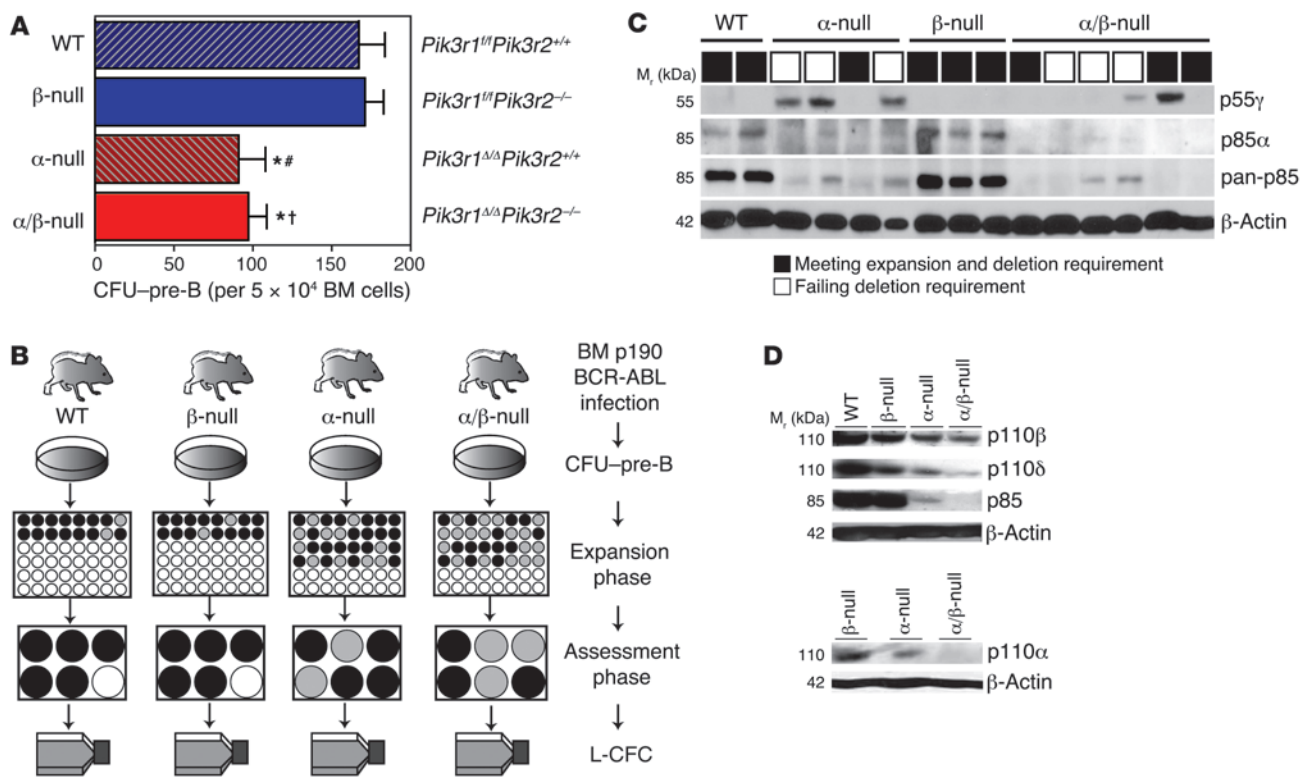 A
WT
Pik3r1f/fPik3r2+/+
β-null
Pik3r1f/fPik3r2–/–
α-null
*#
Pik3r1Δ/ΔPik3r2+/+
α/β-null
*†
Pik3r1Δ/ΔPik3r2–/–
0 50 100 150 200
CFU–pre-B (per 5 × 10⁴ BM cells)
B
WT
β-null
α-null
α/β-null
BM p190
BCR-ABL
infection
CFU–pre-B
Expansion
phase
Assessment
phase
L-CFC
C
WT α-null β-null α/β-null
Mr (kDa)
55 p55γ
85 p85α
85 pan-p85
42 β-Actin
Meeting expansion and deletion requirement
Failing deletion requirement
D
WT β-null α-null α/β-null
Mr (kDa)
110 p110β
110 p110δ
85 p85
42 β-Actin
β-null α-null α/β-null
110 p110α
42 β-Actin